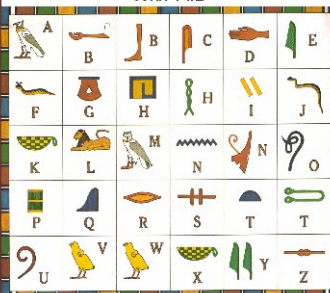 A B B C D E
F G H H I J
K L M N N O
P Q R S T T
U V W X Y Z